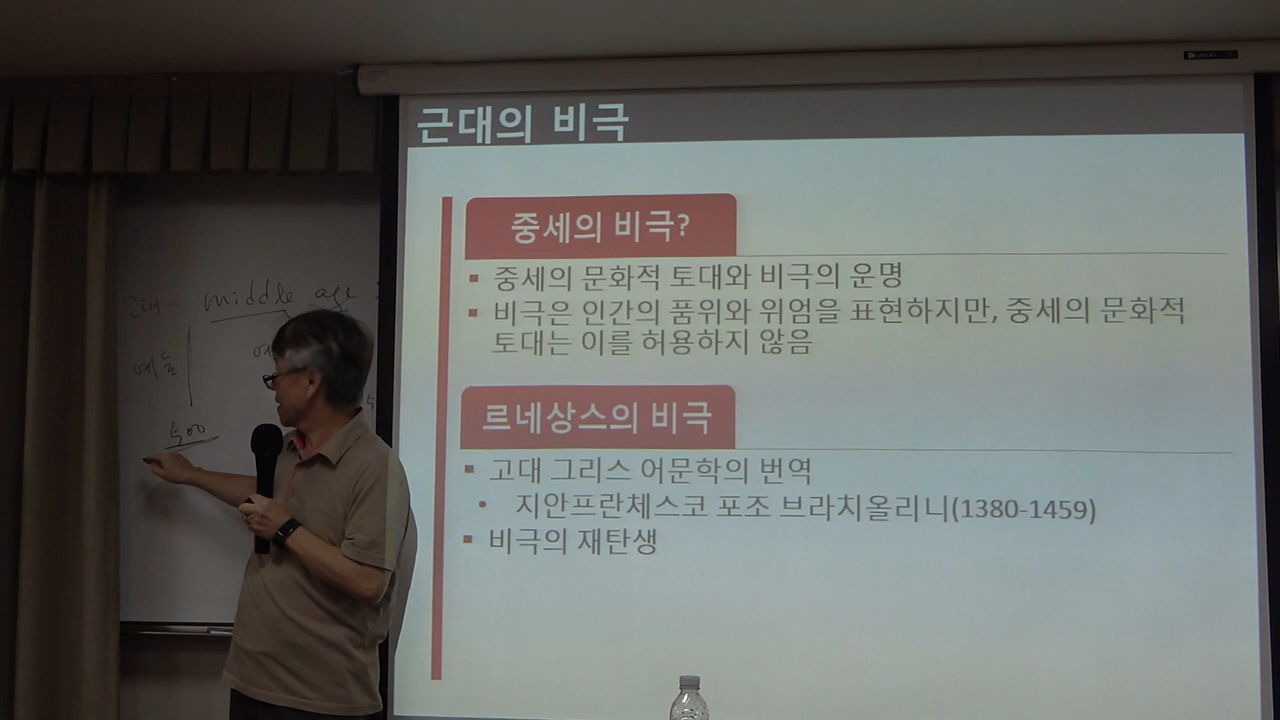 근대의 비극
중세의 비극?
▪ 중세의 문화적 토대와 비극의 운명
▪ 비극은 인간의 품위와 위엄을 표현하지만, 중세의 문화적
토대는 이를 허용하지 않음
르네상스의 비극
▪ 고대 그리스 어문학의 번역
• 지안프란체스코 포조 브라치올리니(1380-1459)
▪ 비극의 재탄생
근대 middle age
예술
500